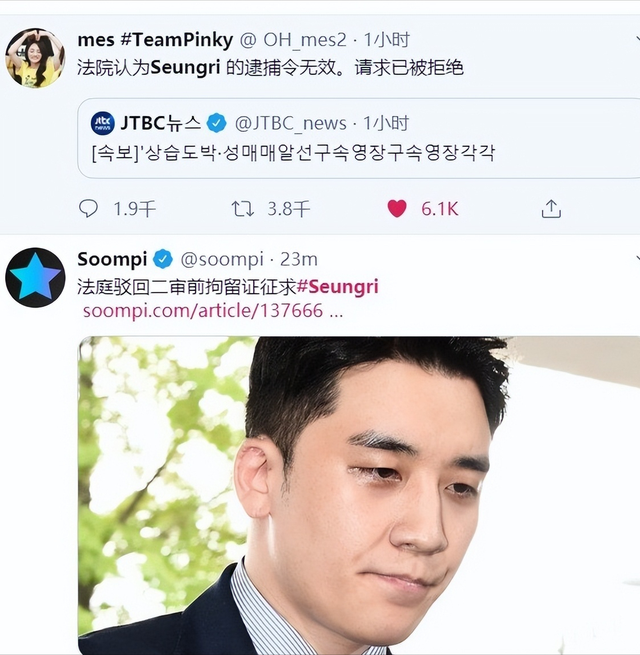 mes #TeamPinky @ OH_mes2 · 1小时
法院认为Seungri 的逮捕令无效。请求已被拒绝
JTBC뉴스 @JTBC_news · 1小时
[속보]'상습도박·성매매알선구속영장구속영장각각
1.9千 3.8千 6.1K
Soompi @soompi · 23m
法庭驳回二审前拘留证征求#Seungri
soompi.com/article/137666 ...